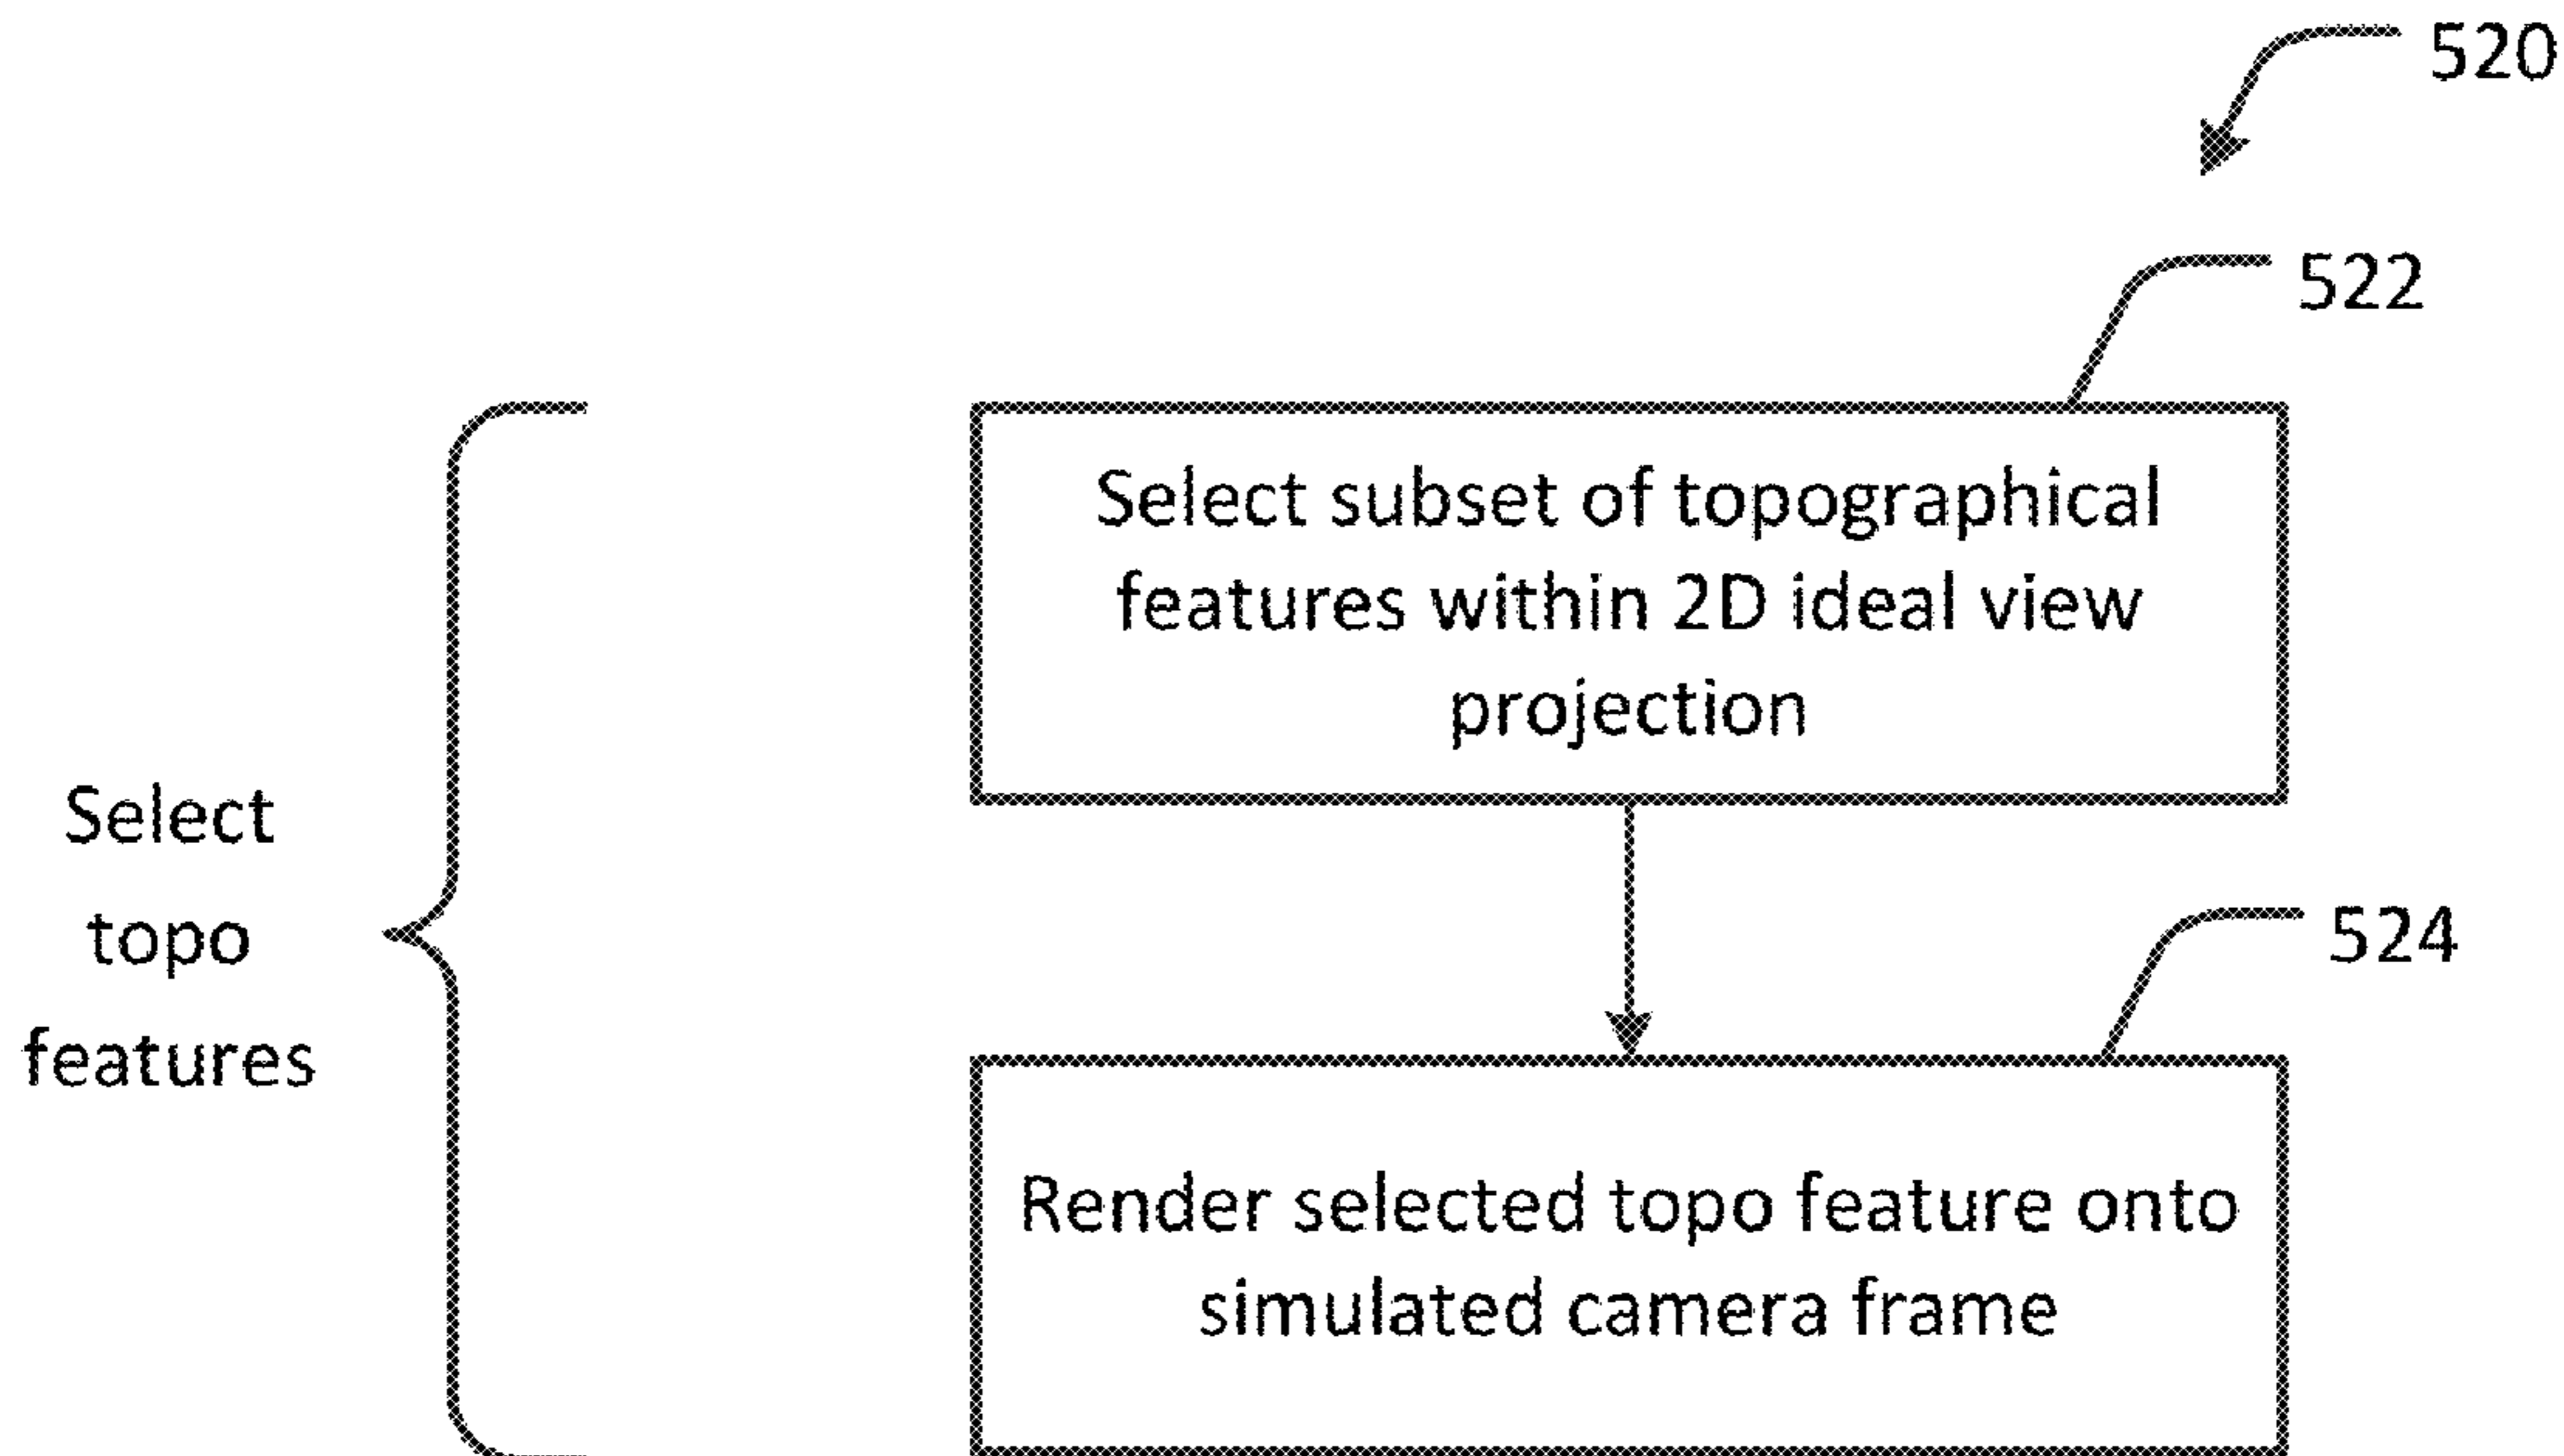 520
522
Select subset of topographical
features within 2D ideal view
projection
Select
topo
features
524
Render selected topo feature onto
simulated camera frame